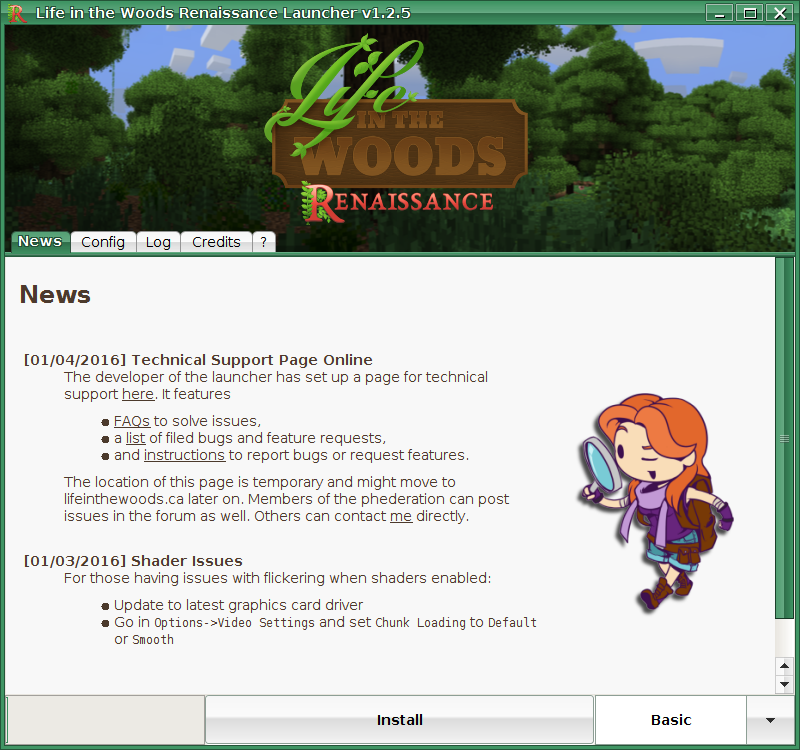 Life in the Woods Renaissance Launcher v1.2.5
Life
IN THE
WOODS
RENAISSANCE
News Config Log Credits ?
News
[01/04/2016] Technical Support Page Online
The developer of the launcher has set up a page for technical
support here. It features
● FAQs to solve issues,
● a list of filed bugs and feature requests,
● and instructions to report bugs or request features.
The location of this page is temporary and might move to
lifeinthewoods.ca later on. Members of the phederation can post
issues in the forum as well. Others can contact me directly.
[01/03/2016] Shader Issues
For those having issues with flickering when shaders enabled:
● Update to latest graphics card driver
● Go in Options->Video Settings and set Chunk Loading to Default
or Smooth
Install Basic